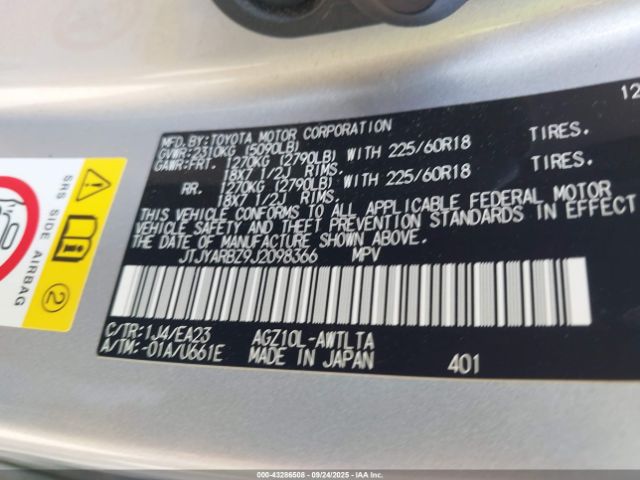 12
MFD. BY:TOYOTA MOTOR CORPORATION
GVWR:2310KG (5090LB)
GAWR:FRT. 1270KG (2790LB) WITH 225/60R18 TIRES.
18X7 1/2J RIMS.
RR. 1270KG (2790LB) WITH 225/60R18 TIRES.
18X7 1/2J RIMS.
THIS VEHICLE CONFORMS TO ALL APPLICABLE FEDERAL MOTOR
VEHICLE SAFETY AND THEFT PREVENTION STANDARDS IN EFFECT
ON THE DATE OF MANUFACTURE SHOWN ABOVE.
JTJYARBZ9J2098366 MPV
C/TR:1J4/EA23 AGZ10L-AWTLTA
A/TM:-01A/U661E MADE IN JAPAN 401
SRS SIDE AIRBAG
2
000-43286508 - 09/24/2025 - IAAI.COM